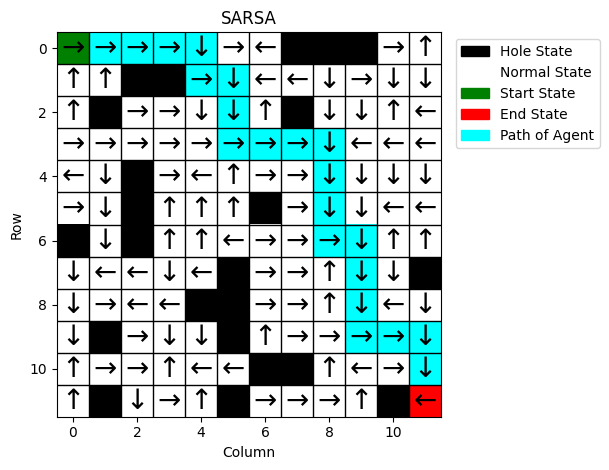 SARSA
0 → → → → ↓ → ← → ↑
↑ ↑ → ↓ ← ← ↓ → ↓ ↓
2 ↑ → → ↓ ↓ ↑ ↓ ↓ ↑ ←
→ → → → → → → → ↓ ← ← ←
4 ← ↓ → ← ↑ → → ↓ ↓ ↓ ↓
→ ↓ ↑ ↑ ↑ → ↓ ↓ ← ←
6 ↓ ↑ ↑ ← → → → ↓ ↑ ↑
↓ ← ← ↓ ← → → ↑ ↓ ↓
8 ↓ → ← ← → → ↑ ↓ ← ↓
↓ → ↓ ↓ ↑ → → → → ↓
10 ↑ → → ↑ ← ← ↑ ← → ↓
↑ ↓ → ↑ → → → ↑ ←
0 2 4 6 8 10
Column
Row
Hole State
Normal State
Start State
End State
Path of Agent